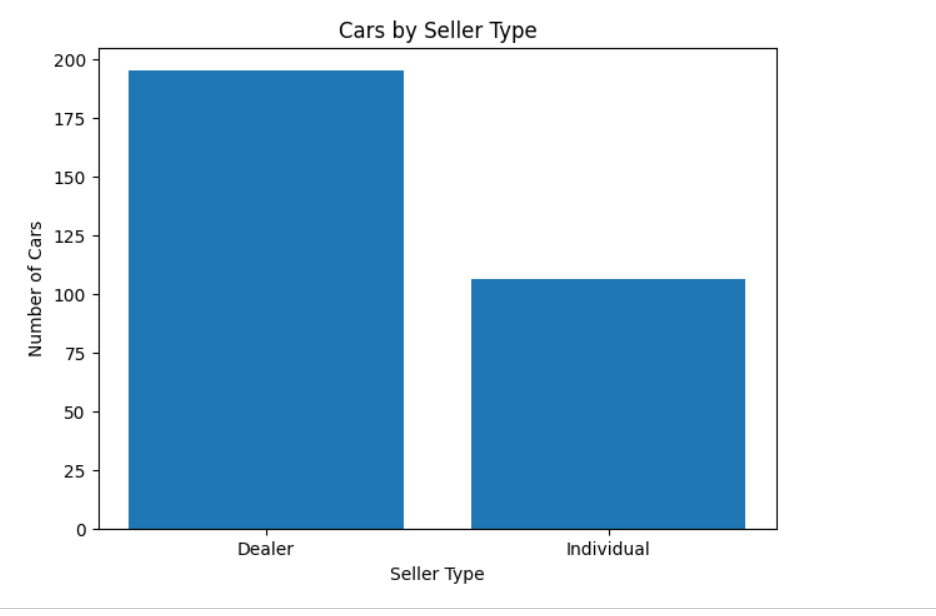 Cars by Seller Type
200
175
150
125
100
75
50
25
0
Number of Cars
Dealer Individual
Seller Type